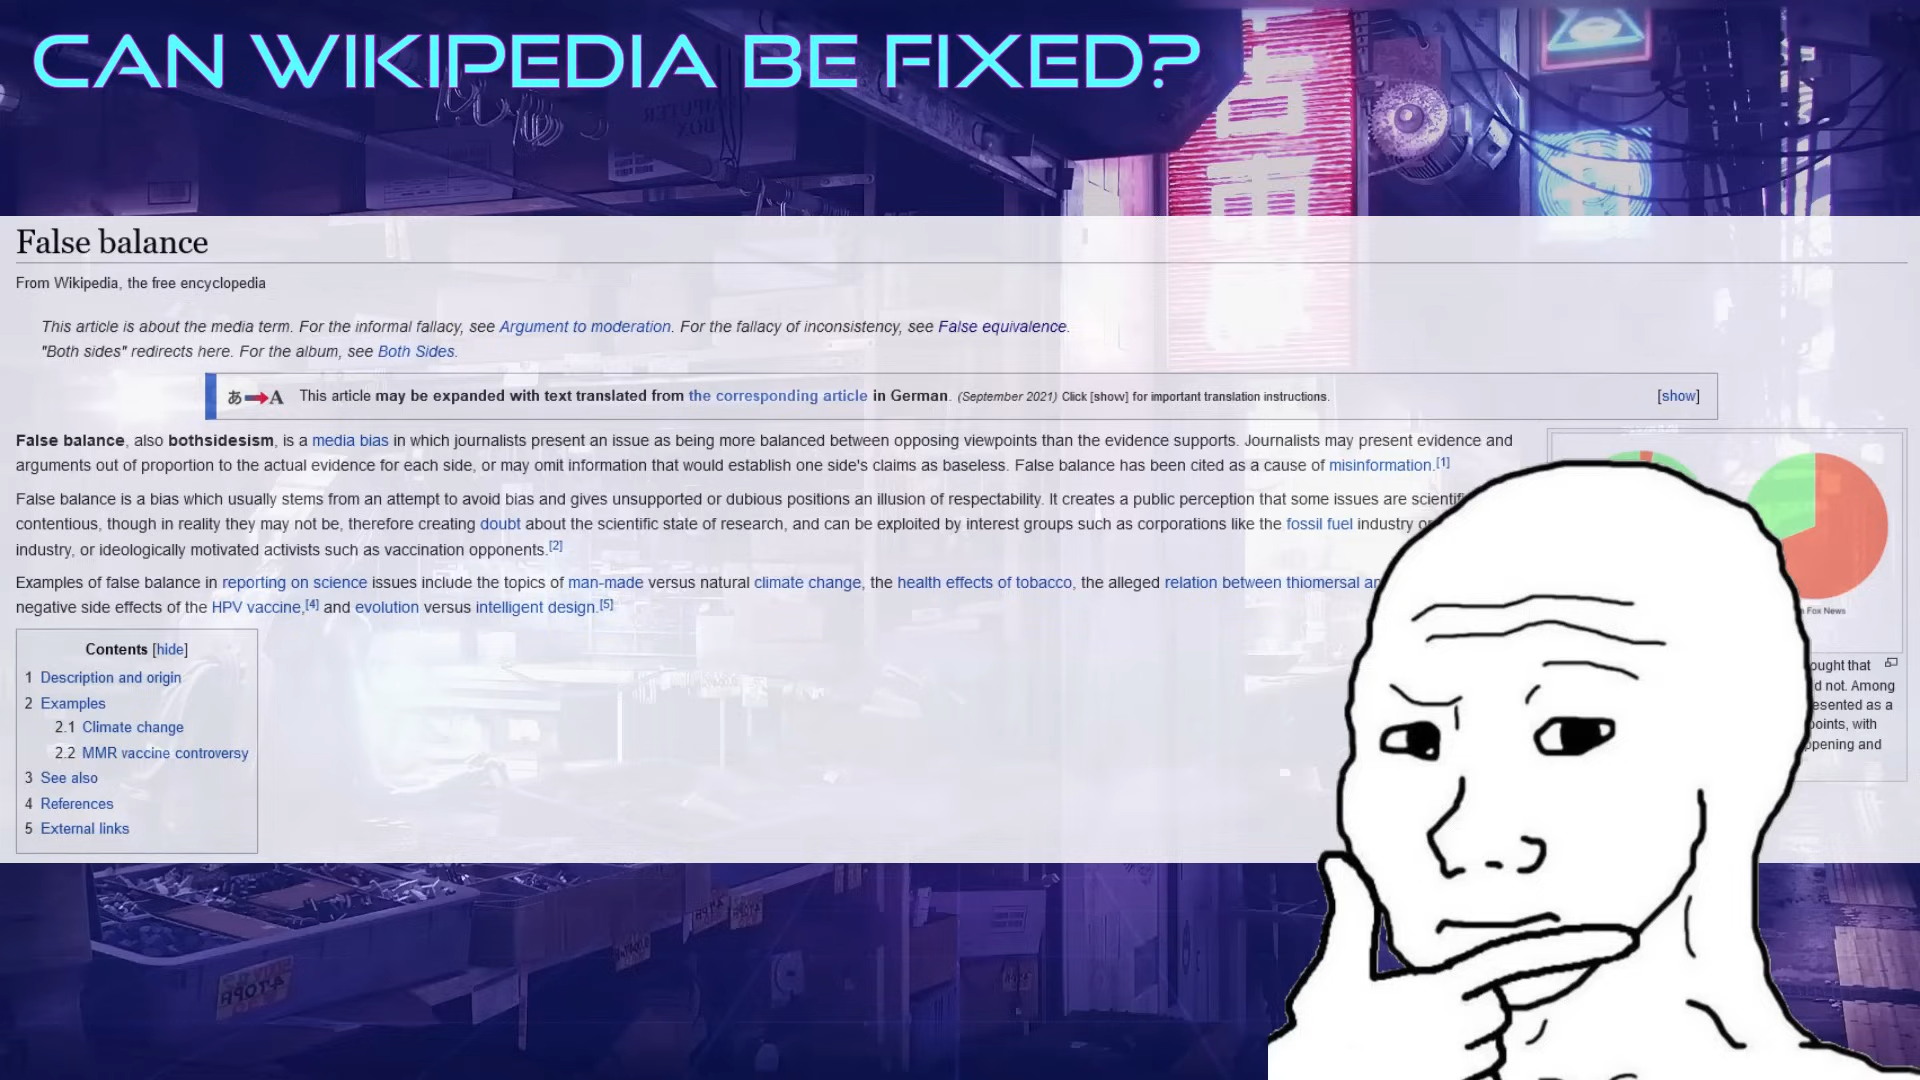 CAN WIKIPEDIA BE FIXED?
False balance
From Wikipedia, the free encyclopedia
This article is about the media term. For the informal fallacy, see Argument to moderation. For the fallacy of inconsistency, see False equivalence.
"Both sides" redirects here. For the album, see Both Sides.
あ A This article may be expanded with text translated from the corresponding article in German. (September 2021) Click [show] for important translation instructions. [show]
False balance, also bothsidesism, is a media bias in which journalists present an issue as being more balanced between opposing viewpoints than the evidence supports. Journalists may present evidence and
arguments out of proportion to the actual evidence for each side, or may omit information that would establish one side's claims as baseless. False balance has been cited as a cause of misinformation.[1]
False balance is a bias which usually stems from an attempt to avoid bias and gives unsupported or dubious positions an illusion of respectability. It creates a public perception that some issues are
contentious, though in reality they may not be, therefore creating doubt about the scientific state of research, and can be exploited by interest groups such as corporations like the fossil fuel industry
industry, or ideologically motivated activists such as vaccination opponents.[2]
Examples of false balance in reporting on science issues include the topics of man-made versus natural climate change, the health effects of tobacco, the alleged relation between thiomersal
negative side effects of the HPV vaccine,[4] and evolution versus intelligent design.[5]
Contents [hide]
1 Description and origin
2 Examples
2.1 Climate change
2.2 MMR vaccine controversy
3 See also
4 References
5 External links
Fox News
that
d not. Among
as a
with
and